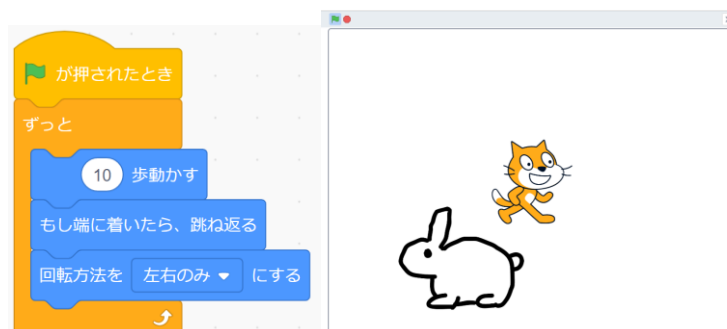 が押されたとき
ずっと
10 歩動かす
もし端に着いたら、跳ね返る
回転方法を 左右のみ にする